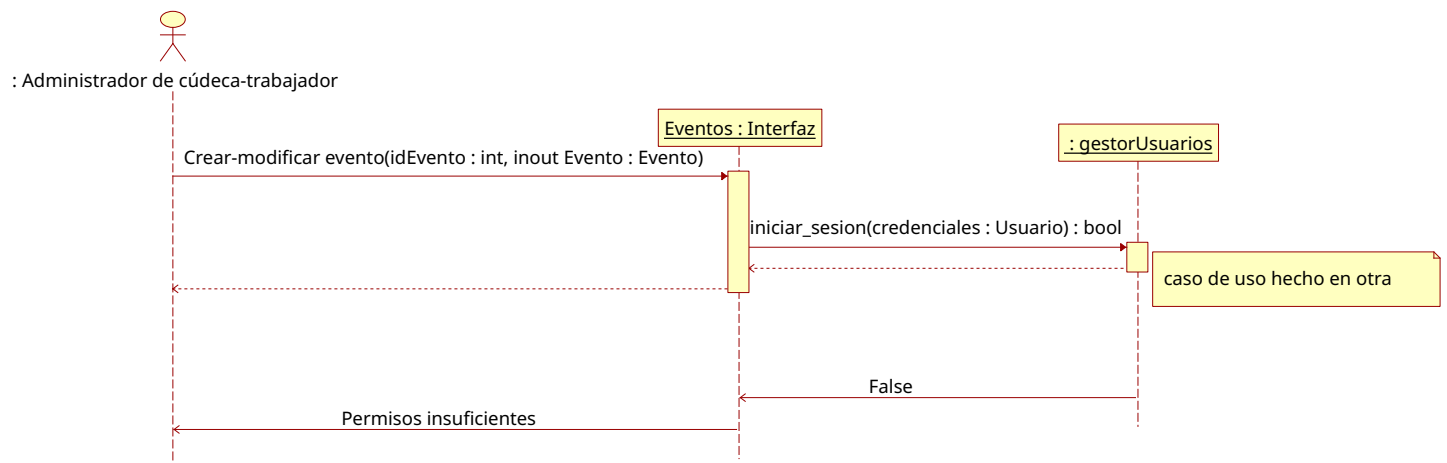 : Administrador de cúdeca-trabajador
Eventos : Interfaz
: gestorUsuarios
Crear-modificar evento(idEvento : int, inout Evento : Evento)
iniciar_sesion(credenciales : Usuario) : bool
caso de uso hecho en otra
False
Permisos insuficientes